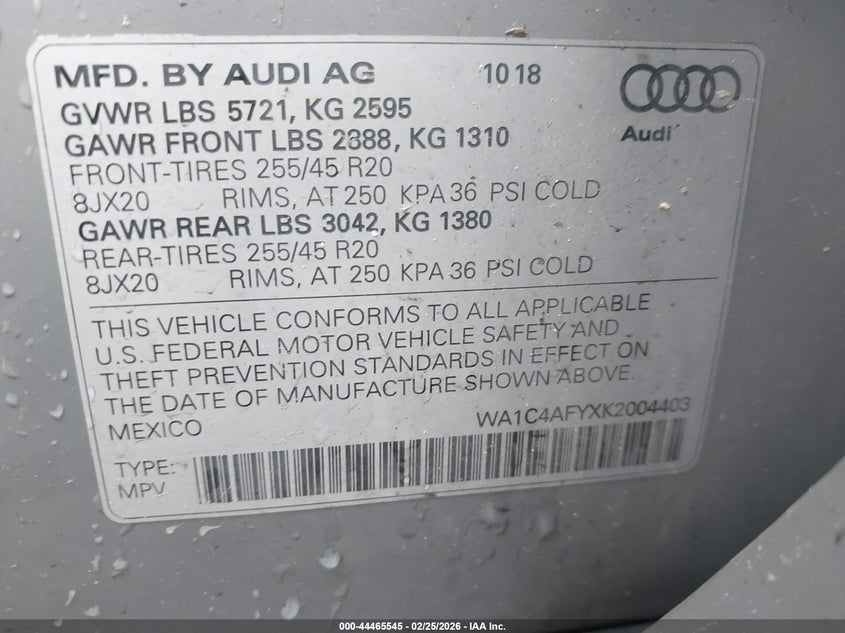 MFD. BY AUDI AG 10 18
GVWR LBS 5721, KG 2595
GAWR FRONT LBS 2888, KG 1310
FRONT-TIRES 255/45 R20
8JX20 RIMS, AT 250 KPA 36 PSI COLD
GAWR REAR LBS 3042, KG 1380
REAR-TIRES 255/45 R20
8JX20 RIMS, AT 250 KPA 36 PSI COLD
Audi
THIS VEHICLE CONFORMS TO ALL APPLICABLE
U.S. FEDERAL MOTOR VEHICLE SAFETY AND
THEFT PREVENTION STANDARDS IN EFFECT ON
THE DATE OF MANUFACTURE SHOWN ABOVE.
MEXICO WA1C4AFYXK2004403
TYPE:
MPV
000-44465545 - 02/25/2026 - IAA Inc.